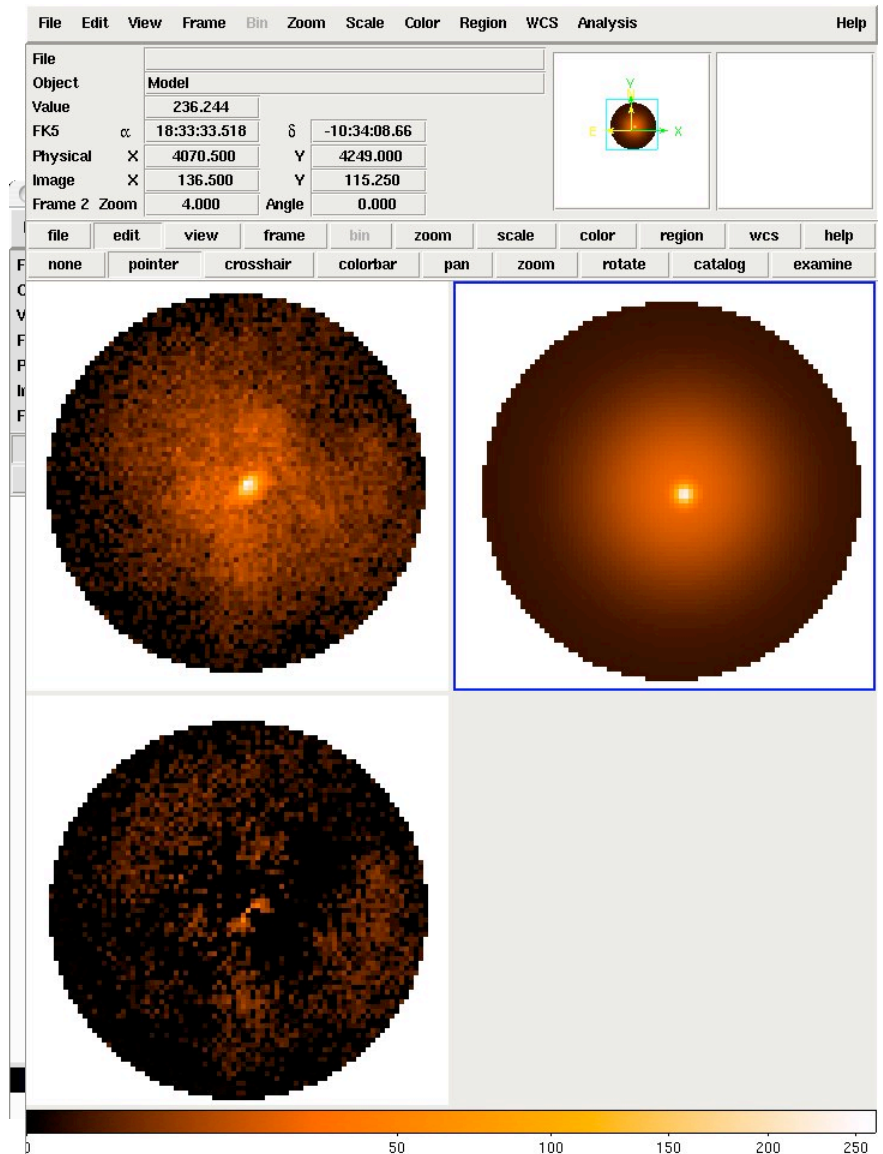 File Edit View Frame Bin Zoom Scale Color Region WCS Analysis Help
File
Object Model
Value 236.244
FK5 α 18:33:33.518 δ -10:34:08.66
Physical X 4070.500 Y 4249.000
Image X 136.500 Y 115.250
Frame 2 Zoom 4.000 Angle 0.000
Y
N
E
X
file edit view frame bin zoom scale color region wcs help
none pointer crosshair colorbar pan zoom rotate catalog examine
F
V
F
P
F
0 50 100 150 200 250